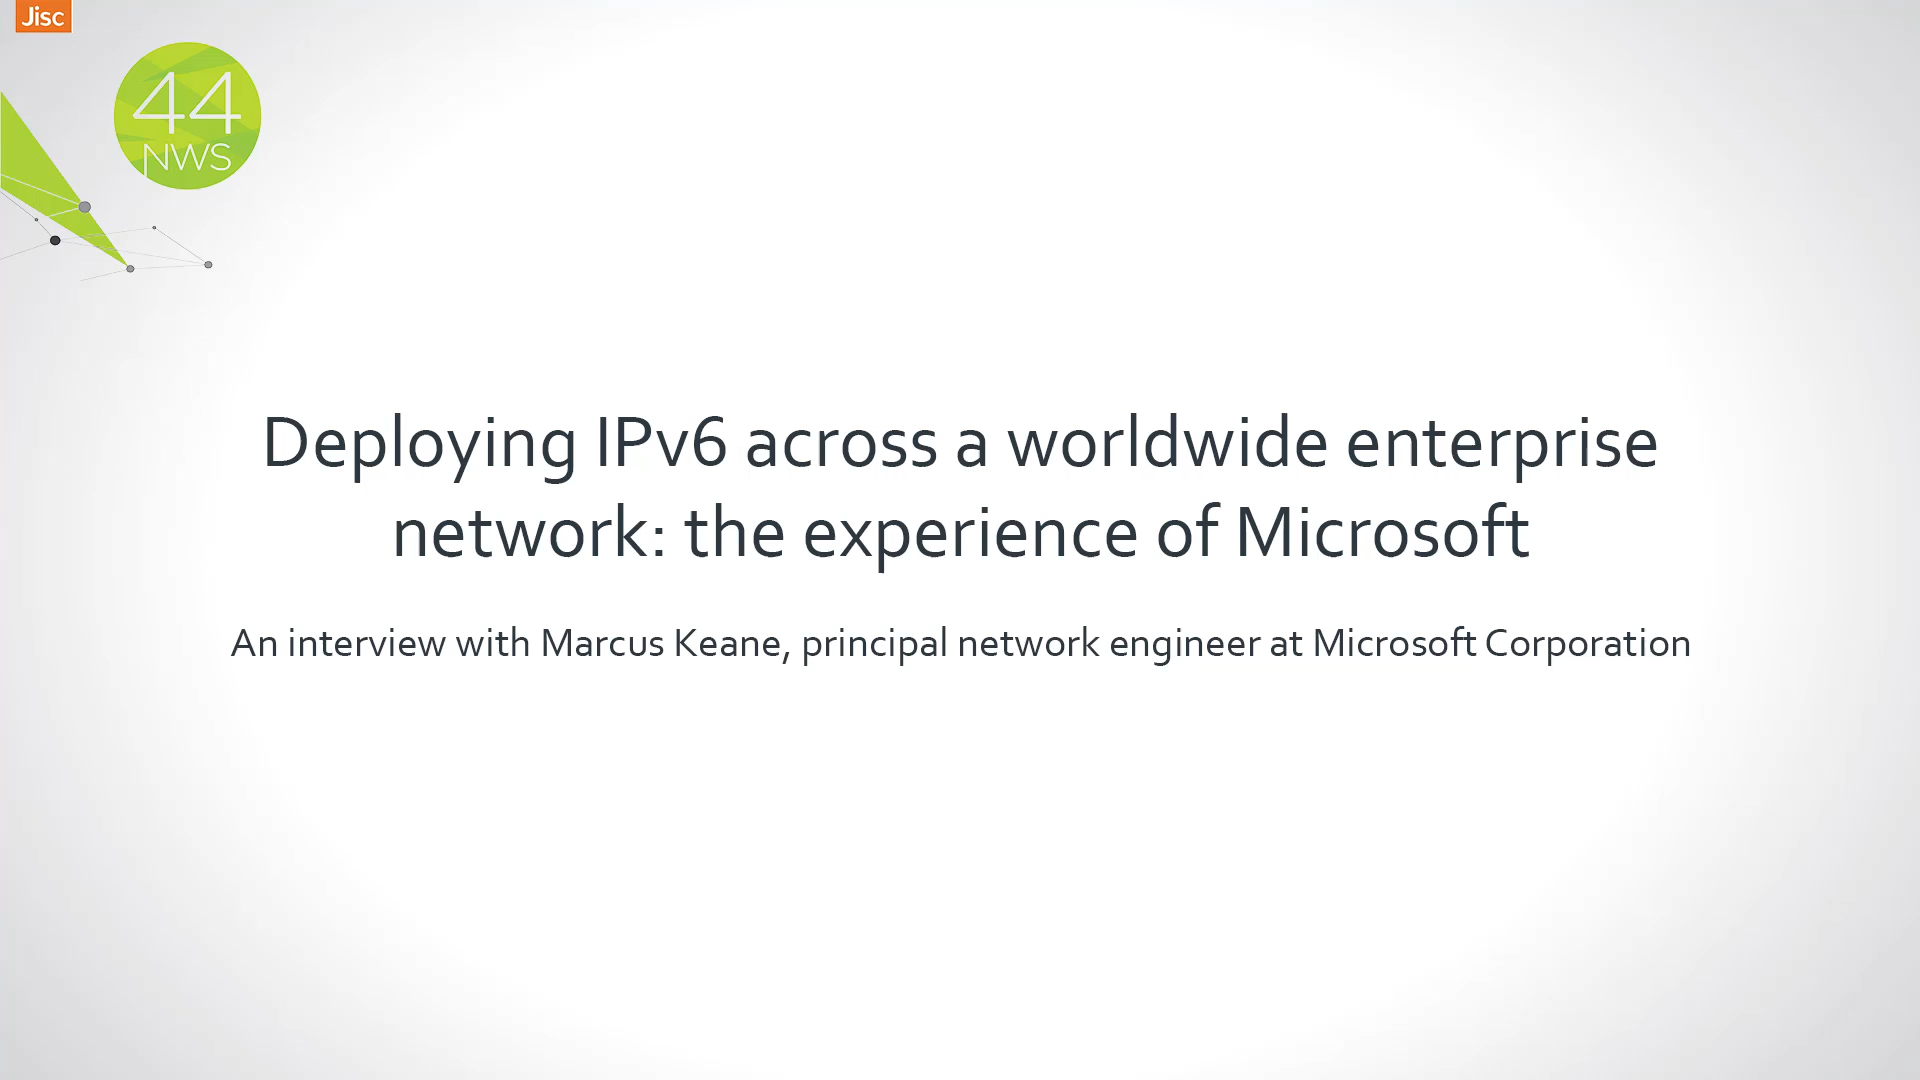 Jisc
44
NWS
Deploying IPv6 across a worldwide enterprise
network: the experience of Microsoft
An interview with Marcus Keane, principal network engineer at Microsoft Corporation